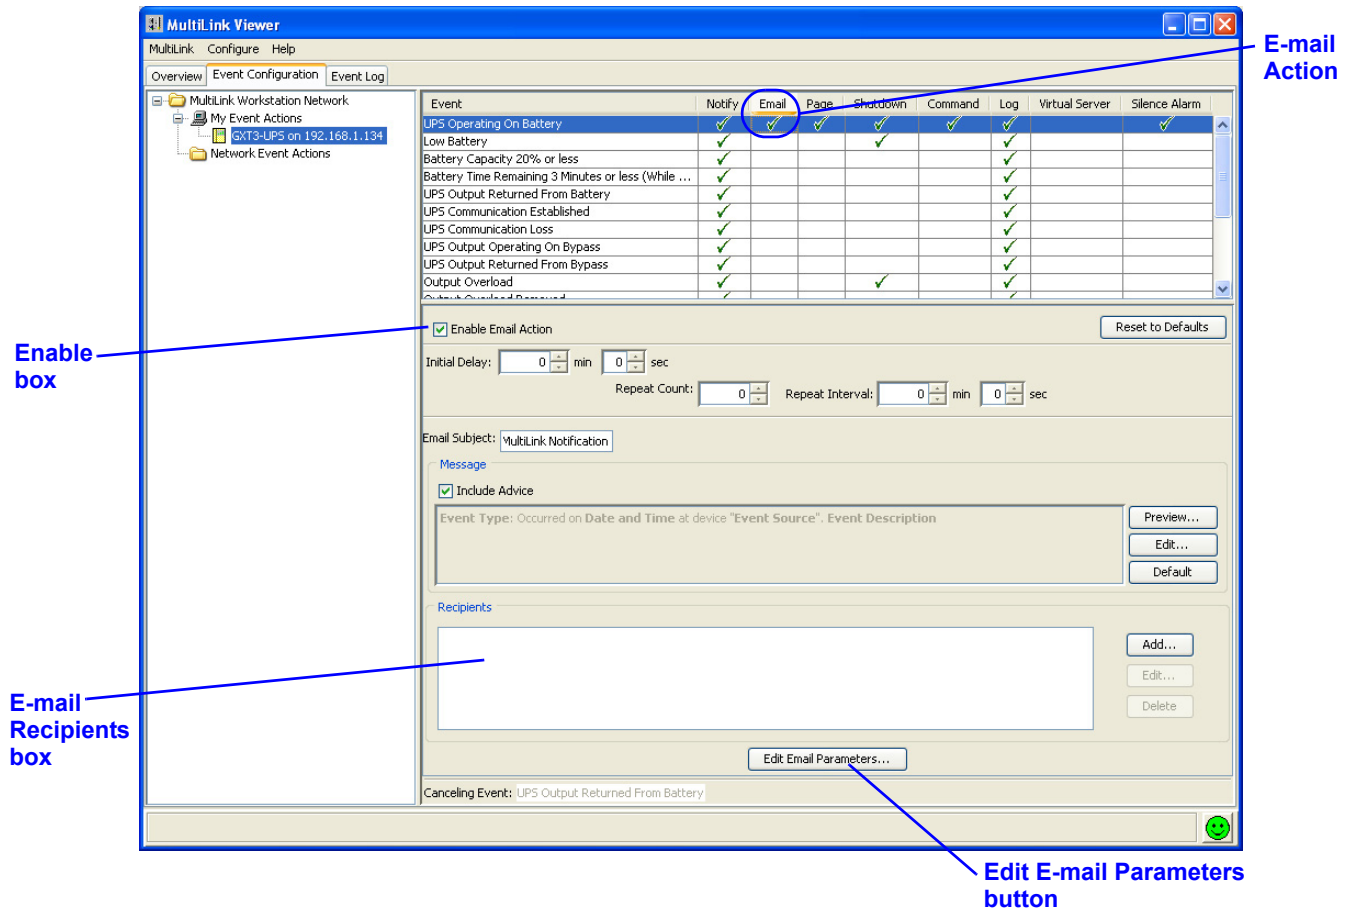 MultiLink Viewer
MultiLink Configure Help
Overview Event Configuration Event Log
MultiLink Workstation Network
My Event Actions
GXT3-UPS on 192.168.1.134
Network Event Actions
Event Notify Email Page Shutdown Command Log Virtual Server Silence Alarm
UPS Operating On Battery
Low Battery
Battery Capacity 20% or less
Battery Time Remaining 3 Minutes or less (While ...
UPS Output Returned From Battery
UPS Communication Established
UPS Communication Loss
UPS Output Operating On Bypass
UPS Output Returned From Bypass
Output Overload
Output Overload Removed
Enable Email Action Reset to Defaults
Initial Delay: 0 min 0 sec
Repeat Count: 0 Repeat Interval: 0 min 0 sec
Email Subject: MultiLink Notification
Message
Include Advice
Event Type: Occurred on Date and Time at device "Event Source". Event Description
Preview...
Edit...
Default
Recipients
Add...
Edit...
Delete
Edit Email Parameters...
Canceling Event: UPS Output Returned From Battery
E-mail
Action
Enable
box
E-mail
Recipients
box
Edit E-mail Parameters
button